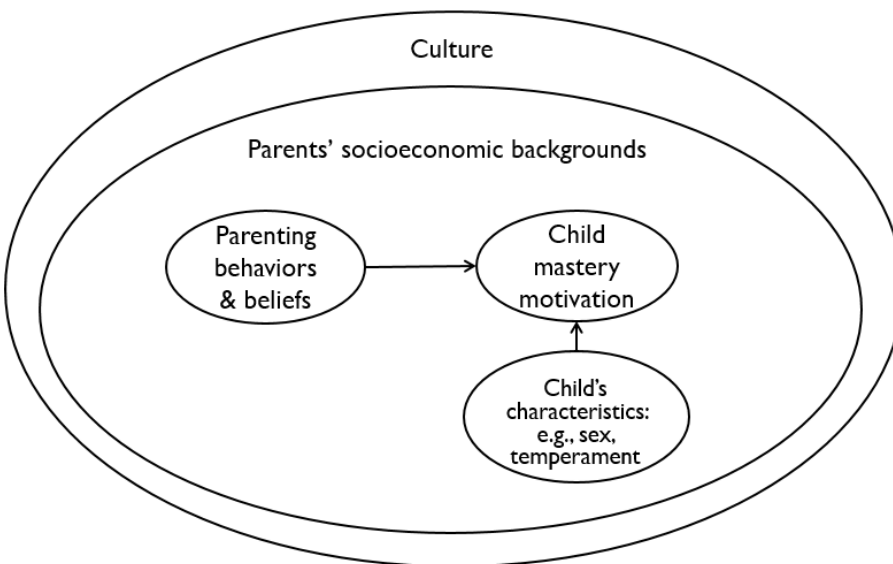 Culture
Parents’ socioeconomic backgrounds
Parenting
behaviors
& beliefs
Child
mastery
motivation
Child’s
characteristics:
e.g., sex,
temperament